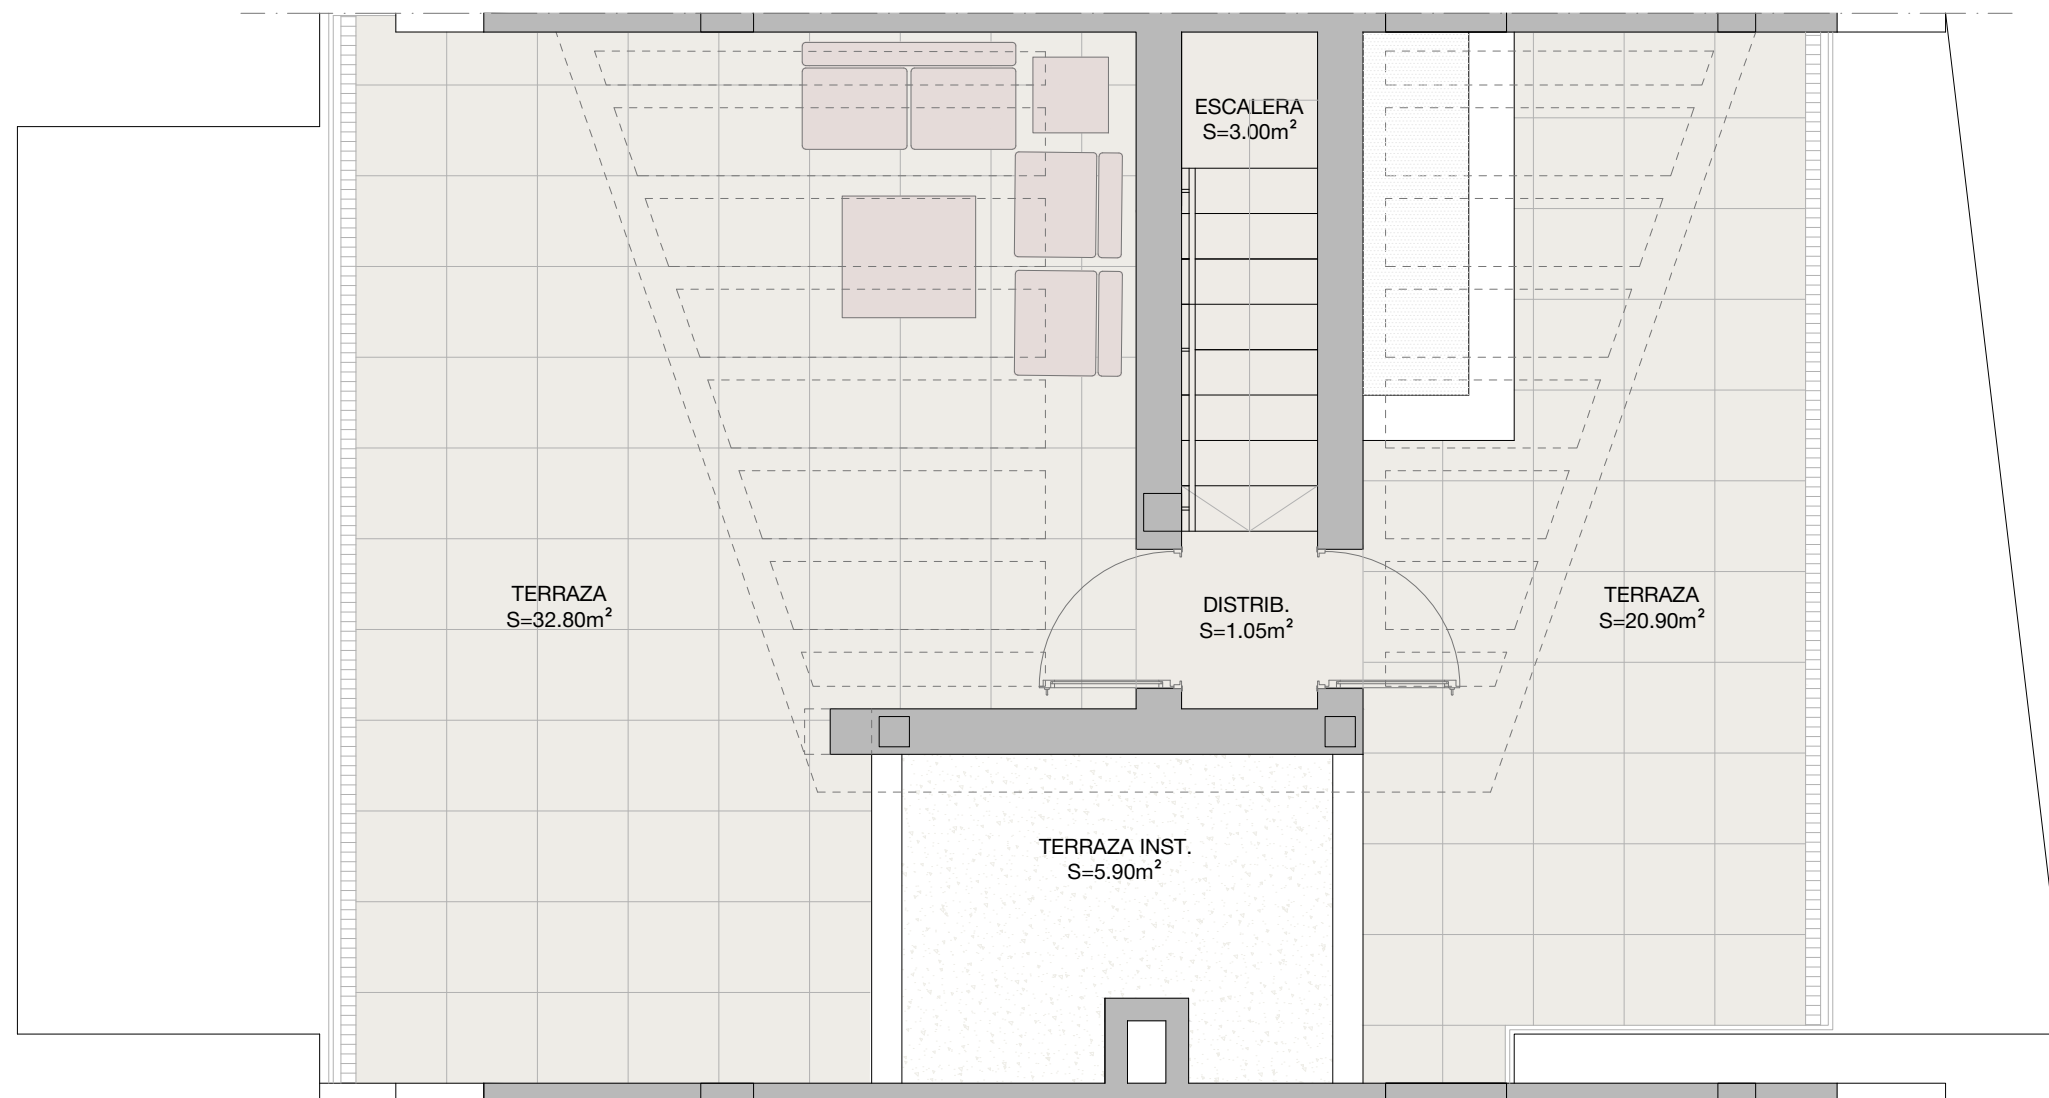 ESCALERA
S=3.00m²
TERRAZA
S=32.80m²
DISTRIB.
S=1.05m²
TERRAZA
S=20.90m²
TERRAZA INST.
S=5.90m²